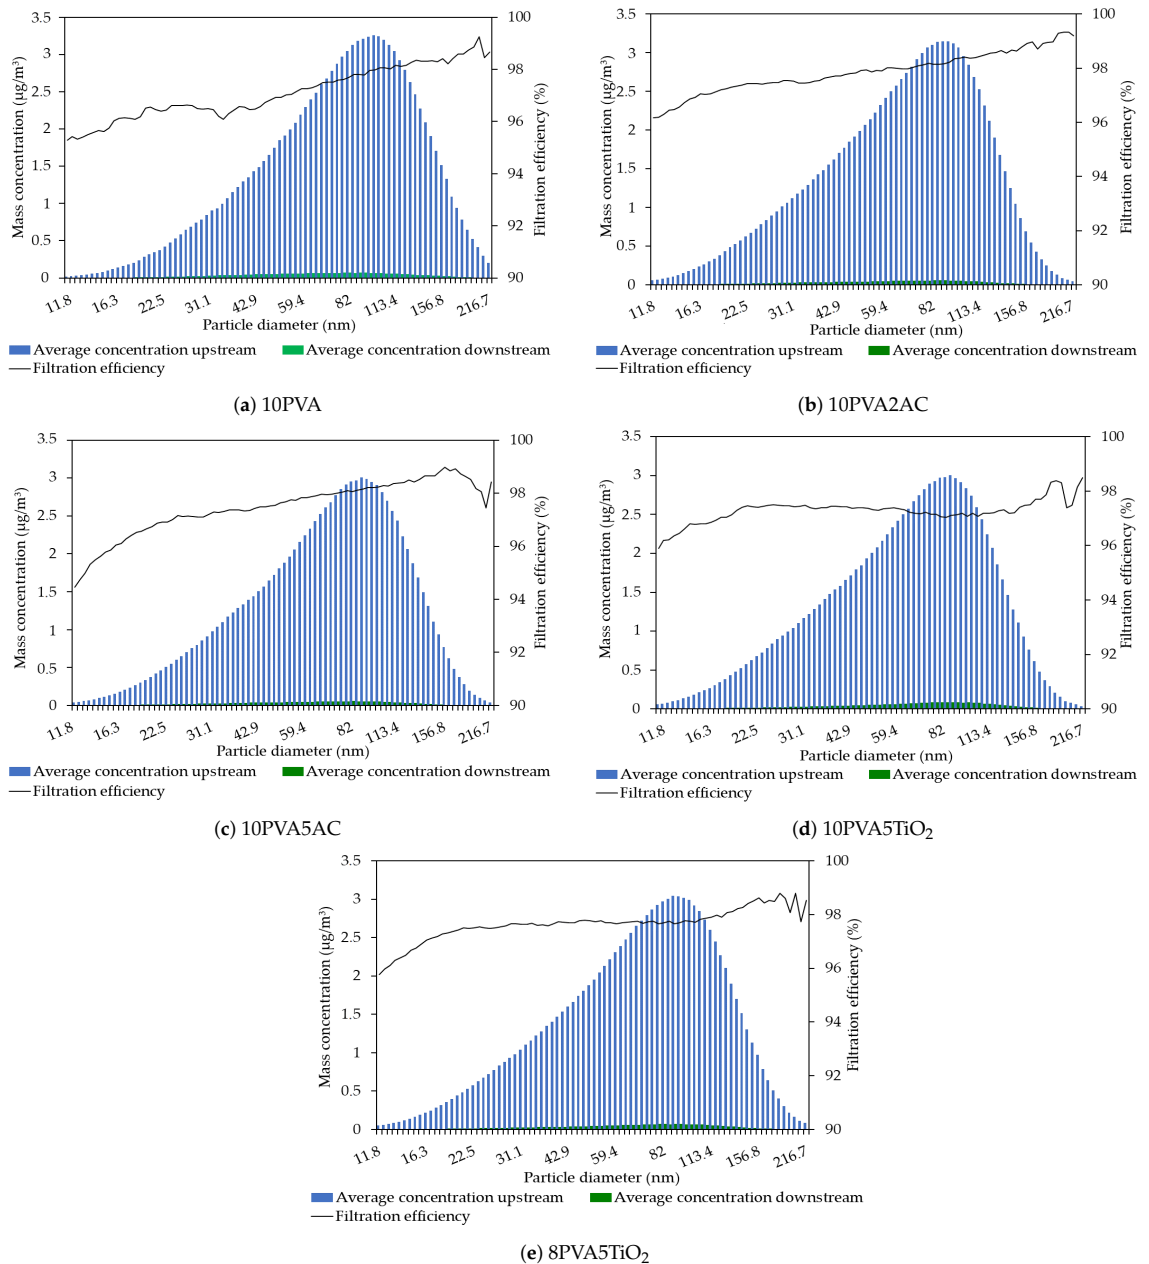 Mass concentration (µg/m³)
3.5
3
2.5
2
1.5
1
0.5
0
100
98
96
94
92
90
Filtration efficiency (%)
11.8 16.3 22.5 31.1 42.9 59.4 82 113.4 156.8 216.7
Particle diameter (nm)
Average concentration upstream Average concentration downstream
Filtration efficiency
(a) 10PVA
Mass concentration (µg/m³)
3.5
3
2.5
2
1.5
1
0.5
0
100
98
96
94
92
90
Filtration efficiency (%)
11.8 16.3 22.5 31.1 42.9 59.4 82 113.4 156.8 216.7
Particle diameter (nm)
Average concentration upstream Average concentration downstream
Filtration efficiency
(b) 10PVA2AC
Mass concentration (µg/m³)
3.5
3
2.5
2
1.5
1
0.5
0
100
98
96
94
92
90
Filtration efficiency (%)
11.8 16.3 22.5 31.1 42.9 59.4 82 113.4 156.8 216.7
Particle diameter (nm)
Average concentration upstream Average concentration downstream
Filtration efficiency
(c) 10PVA5AC
Mass concentration (µg/m³)
3.5
3
2.5
2
1.5
1
0.5
0
100
98
96
94
92
90
Filtration efficiency (%)
11.8 16.3 22.5 31.1 42.9 59.4 82 113.4 156.8 216.7
Particle diameter (nm)
Average concentration upstream Average concentration downstream
Filtration efficiency
(d) 10PVA5TiO₂
Mass concentration (µg/m³)
3.5
3
2.5
2
1.5
1
0.5
0
100
98
96
94
92
90
Filtration efficiency (%)
11.8 16.3 22.5 31.1 42.9 59.4 82 113.4 156.8 216.7
Particle diameter (nm)
Average concentration upstream Average concentration downstream
Filtration efficiency
(e) 8PVA5TiO₂